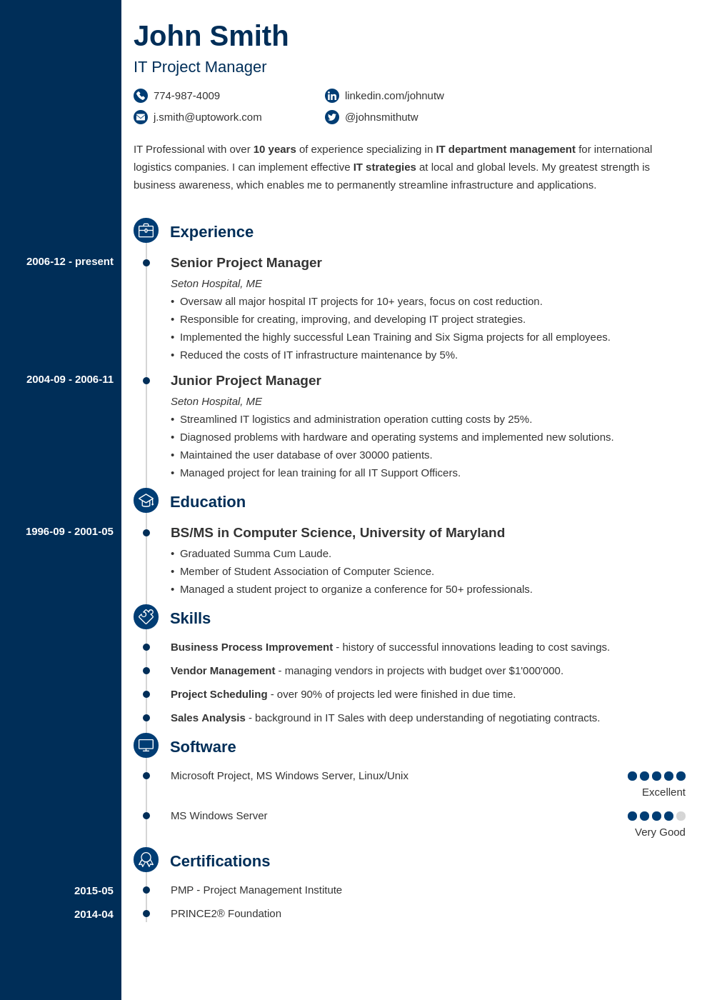 John Smith
IT Project Manager
774-987-4009
linkedin.com/johnutw
j.smith@uptowork.com
@johnsmithutw
IT Professional with over 10 years of experience specializing in IT department management for international
logistics companies. I can implement effective IT strategies at local and global levels. My greatest strength is
business awareness, which enables me to permanently streamline infrastructure and applications.
Experience
2006-12 - present
Senior Project Manager
Seton Hospital, ME
• Oversaw all major hospital IT projects for 10+ years, focus on cost reduction.
• Responsible for creating, improving, and developing IT project strategies.
• Implemented the highly successful Lean Training and Six Sigma projects for all employees.
• Reduced the costs of IT infrastructure maintenance by 5%.
2004-09 - 2006-11
Junior Project Manager
Seton Hospital, ME
• Streamlined IT logistics and administration operation cutting costs by 25%.
• Diagnosed problems with hardware and operating systems and implemented new solutions.
• Maintained the user database of over 30000 patients.
• Managed project for lean training for all IT Support Officers.
Education
1996-09 - 2001-05
BS/MS in Computer Science, University of Maryland
• Graduated Summa Cum Laude.
• Member of Student Association of Computer Science.
• Managed a student project to organize a conference for 50+ professionals.
Skills
Business Process Improvement - history of successful innovations leading to cost savings.
Vendor Management - managing vendors in projects with budget over $1'000'000.
Project Scheduling - over 90% of projects led were finished in due time.
Sales Analysis - background in IT Sales with deep understanding of negotiating contracts.
Software
Microsoft Project, MS Windows Server, Linux/Unix
Excellent
MS Windows Server
Very Good
Certifications
2015-05
PMP - Project Management Institute
2014-04
PRINCE2® Foundation